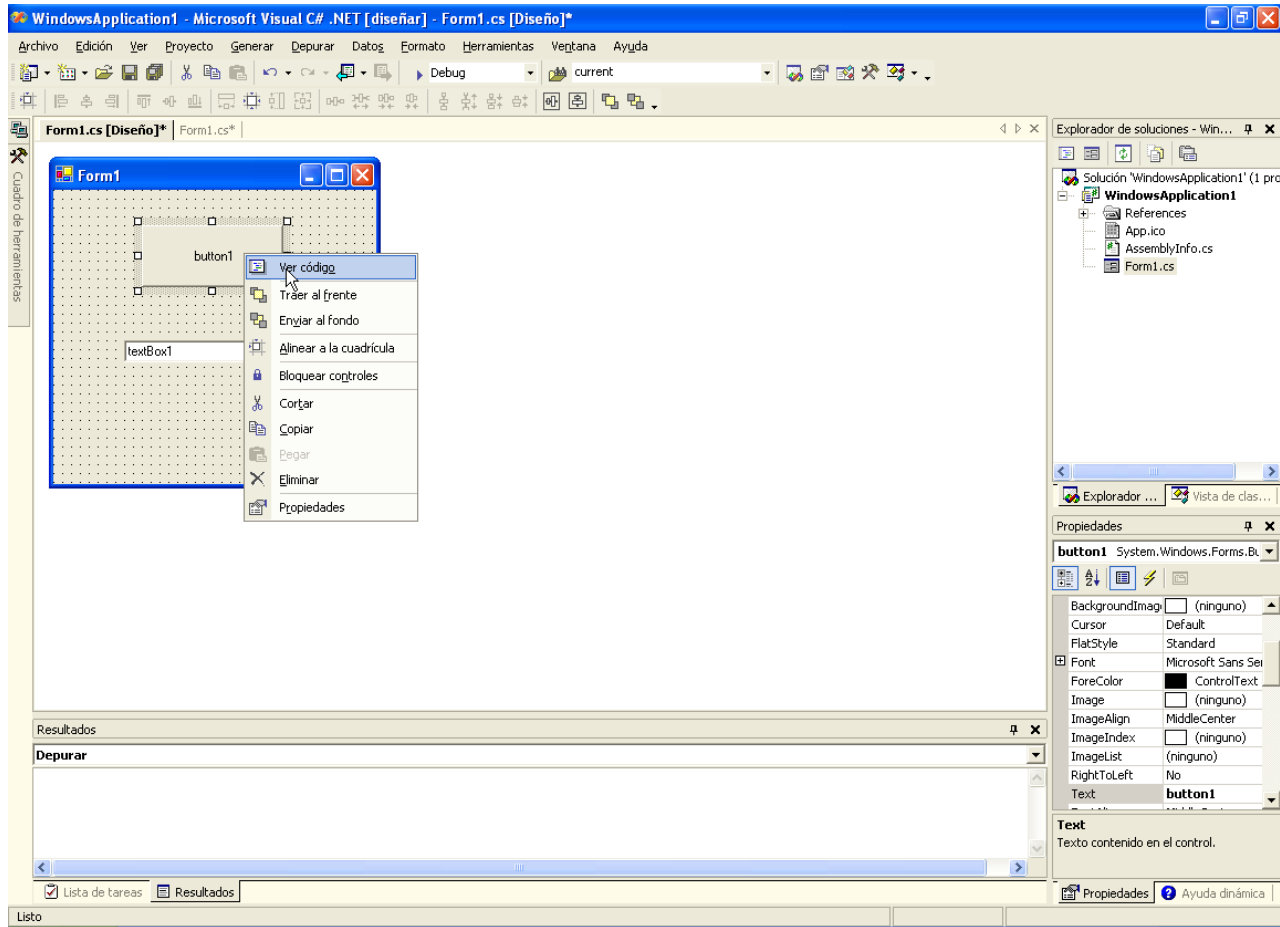 WindowsApplication1 - Microsoft Visual C# .NET [diseñar] - Form1.cs [Diseño]*
Archivo Edición Ver Proyecto Generar Depurar Datos Formato Herramientas Ventana Ayuda
Debug current
Form1.cs [Diseño]* Form1.cs*
Cuadro de herramientas
Form1
button1
textBox1
Ver código
Traer al frente
Enviar al fondo
Alinear a la cuadrícula
Bloquear controles
Cortar
Copiar
Pegar
Eliminar
Propiedades
Explorador de soluciones - Win...
Solución 'WindowsApplication1' (1 pro
WindowsApplication1
References
App.ico
AssemblyInfo.cs
Form1.cs
Explorador ... Vista de clas...
Propiedades
button1 System.Windows.Forms.Bu
BackgroundImag (ninguno)
Cursor Default
FlatStyle Standard
Font Microsoft Sans Ser
ForeColor ControlText
Image (ninguno)
ImageAlign MiddleCenter
ImageIndex (ninguno)
ImageList (ninguno)
RightToLeft No
Text button1
Text
Texto contenido en el control.
Propiedades Ayuda dinámica
Resultados
Depurar
Lista de tareas Resultados
Listo